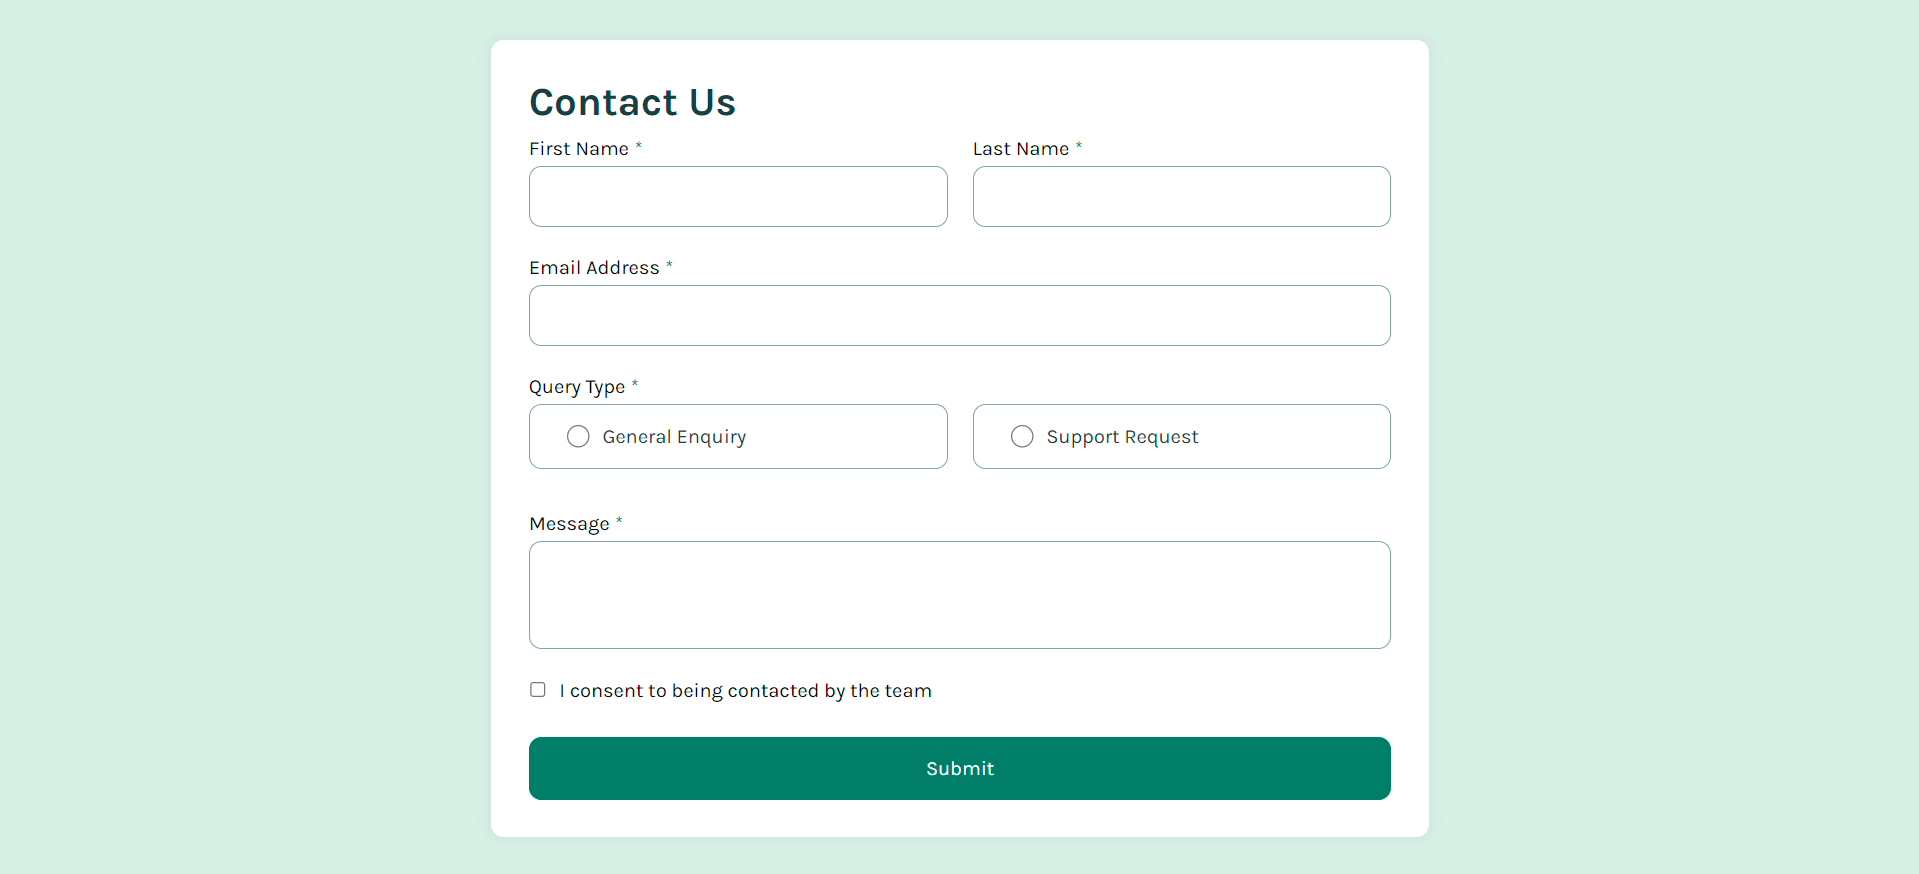 Contact Us
First Name *
Last Name *
Email Address *
Query Type *
General Enquiry
Support Request
Message *
I consent to being contacted by the team
Submit